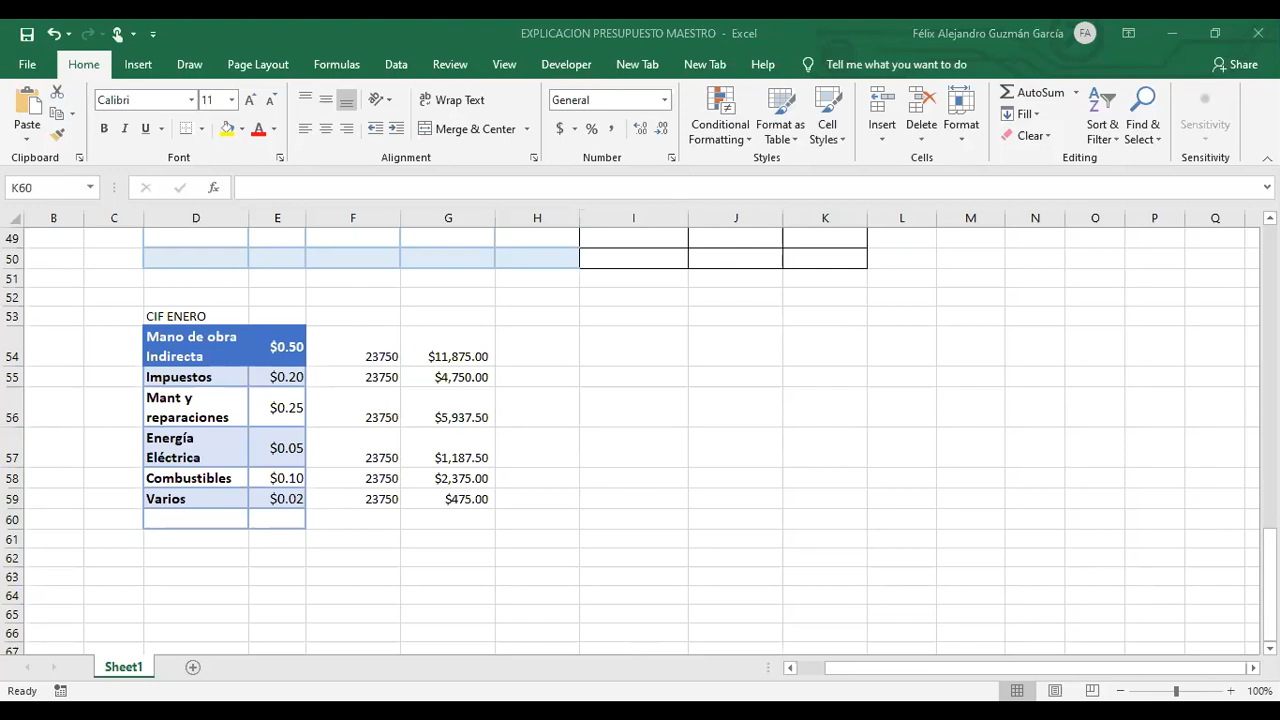 EXPLICACION PRESUPUESTO MAESTRO - Excel
Félix Alejandro Guzmán García
FA
File Home Insert Draw Page Layout Formulas Data Review View Developer New Tab New Tab Help Tell me what you want to do Share
Paste
Calibri 11 A A
B I U A
Wrap Text
Merge & Center
General
$ % ,
Conditional Formatting
Format as Table
Cell Styles
Insert
Delete
Format
AutoSum
Fill
Clear
Sort & Filter
Find & Select
Sensitivity
Clipboard Font Alignment Number Styles Cells Editing Sensitivity
K60 fx
B C D E F G H I J K L M N O P Q
49
50
51
52
53 CIF ENERO
Mano de obra
54 Indirecta $0.50 23750 $11,875.00
55 Impuestos $0.20 23750 $4,750.00
Mant y
56 reparaciones $0.25 23750 $5,937.50
Energía
57 Eléctrica $0.05 23750 $1,187.50
58 Combustibles $0.10 23750 $2,375.00
59 Varios $0.02 23750 $475.00
60
61
62
63
64
65
66
67
Sheet1
Ready 100%